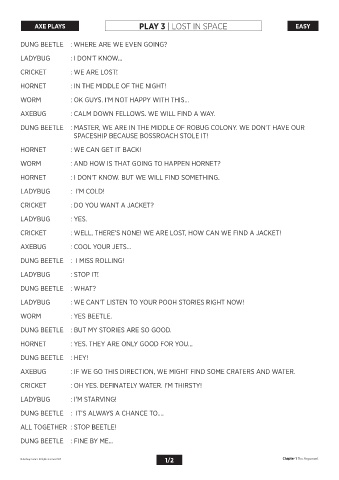 AXE PLAYS
PLAY 3 | LOST IN SPACE
EASY
DUNG BEETLE : WHERE ARE WE EVEN GOING?
LADYBUG : I DON'T KNOW...
CRICKET : WE ARE LOST!
HORNET : IN THE MIDDLE OF THE NIGHT!
WORM : OK GUYS. I'M NOT HAPPY WITH THIS...
AXEBUG : CALM DOWN FELLOWS. WE WILL FIND A WAY.
DUNG BEETLE : MASTER, WE ARE IN THE MIDDLE OF ROBUG COLONY. WE DON'T HAVE OUR
SPACESHIP BECAUSE BOSSROACH STOLE IT!
HORNET : WE CAN GET IT BACK!
WORM : AND HOW IS THAT GOING TO HAPPEN HORNET?
HORNET : I DON'T KNOW. BUT WE WILL FIND SOMETHING.
LADYBUG : I'M COLD!
CRICKET : DO YOU WANT A JACKET?
LADYBUG : YES.
CRICKET : WELL, THERE'S NONE! WE ARE LOST, HOW CAN WE FIND A JACKET!
AXEBUG : COOL YOUR JETS...
DUNG BEETLE : I MISS ROLLING!
LADYBUG : STOP IT!
DUNG BEETLE : WHAT?
LADYBUG : WE CAN'T LISTEN TO YOUR POOH STORIES RIGHT NOW!
WORM : YES BEETLE.
DUNG BEETLE : BUT MY STORIES ARE SO GOOD.
HORNET : YES. THEY ARE ONLY GOOD FOR YOU...
DUNG BEETLE : HEY!
AXEBUG : IF WE GO THIS DIRECTION, WE MIGHT FIND SOME CRATERS AND WATER.
CRICKET : OH YES. DEFINATELY WATER. I'M THIRSTY!
LADYBUG : I'M STARVING!
DUNG BEETLE : IT'S ALWAYS A CHANCE TO....
ALL TOGETHER : STOP BEETLE!
DUNG BEETLE : FINE BY ME...
1/2